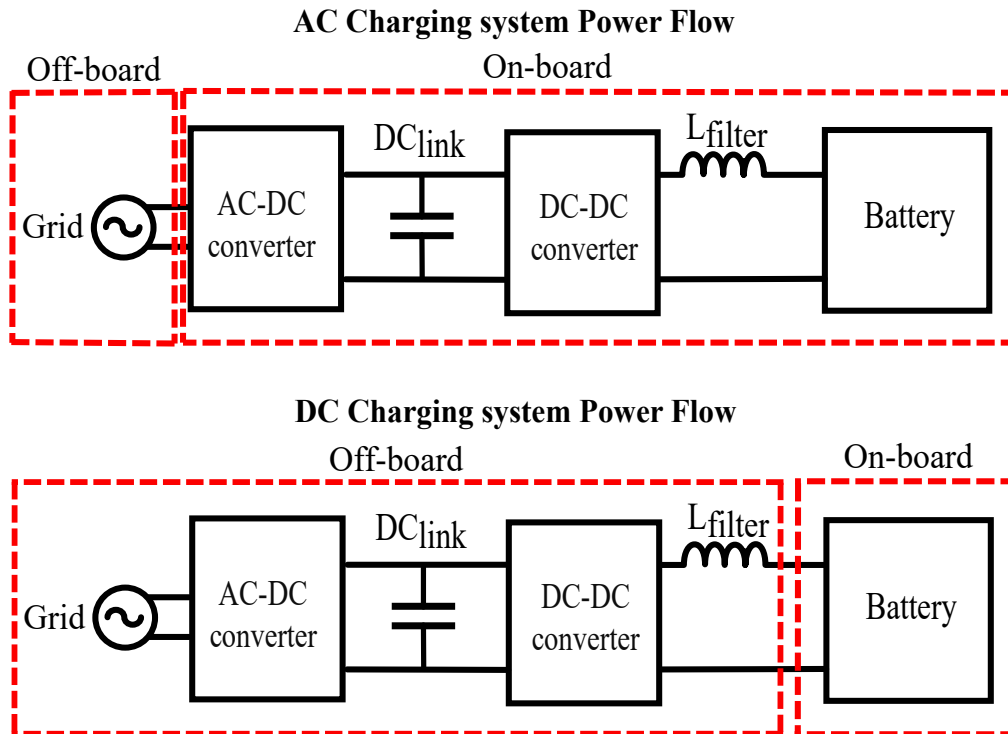 AC Charging system Power Flow
Off-board
On-board
Grid
AC-DC
converter
DClink
DC-DC
converter
Lfilter
Battery
DC Charging system Power Flow
Off-board
On-board
Grid
AC-DC
converter
DClink
DC-DC
converter
Lfilter
Battery